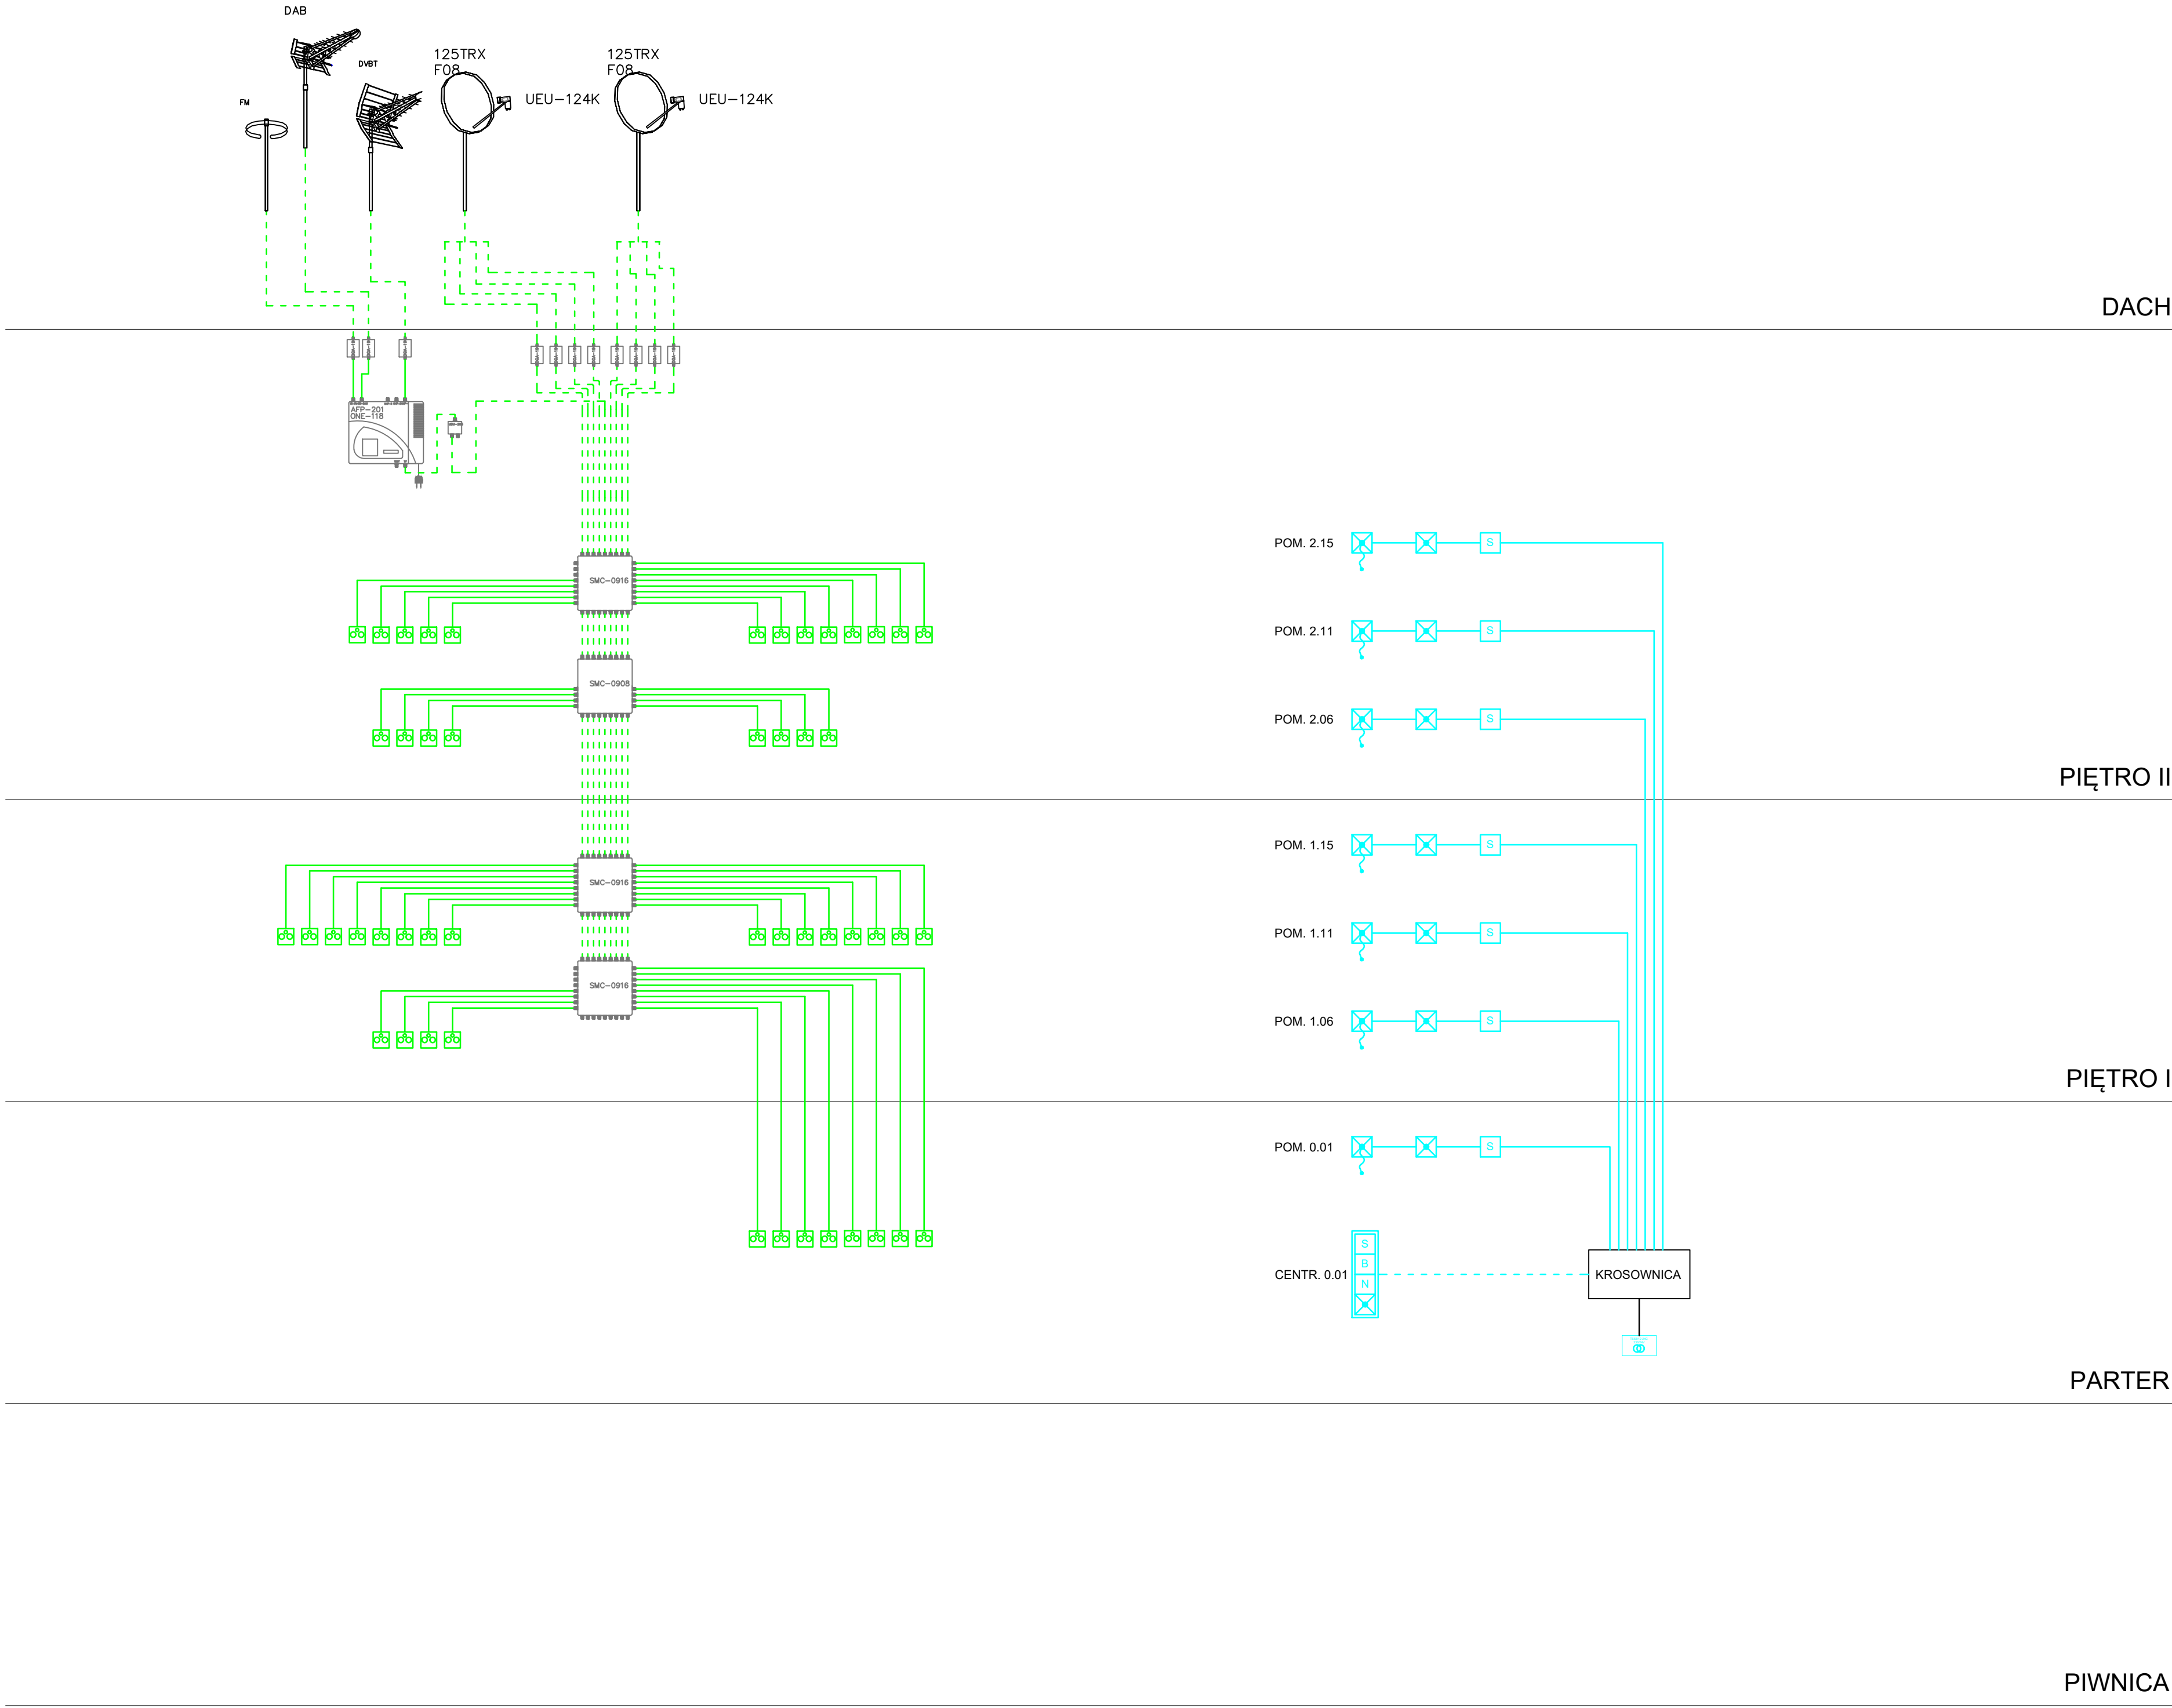 DAB
DVBT
FM
125TRX
F08
UEU-124K
125TRX
F08
UEU-124K
DACH
AFP-201
ONE-118
SMC-0916
SMC-0908
POM. 2.15
S
POM. 2.11
S
POM. 2.06
S
PIĘTRO II
SMC-0916
SMC-0916
POM. 1.15
S
POM. 1.11
S
POM. 1.06
S
PIĘTRO I
POM. 0.01
S
CENTR. 0.01
S
B
N
KROSOWNICA
PARTER
PIWNICA